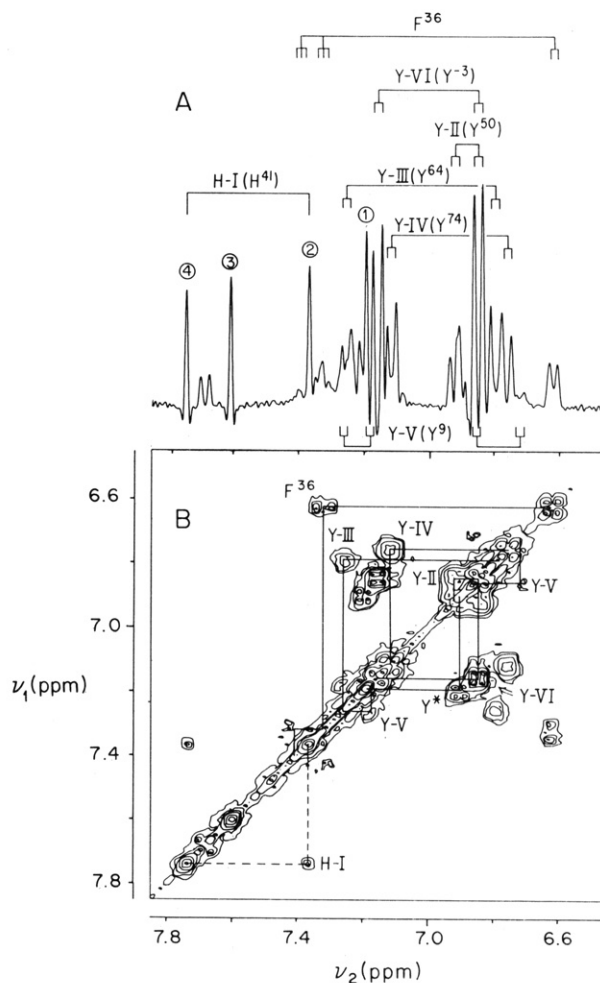 F³⁶
A
Y-VI(Y⁻³)
Y-II(Y⁵⁰)
H-I(H⁴¹)
Y-III(Y⁶⁴)
①
Y-IV(Y⁷⁴)
④ ③ ②
Y-V(Y⁹)
F³⁶
6.6
B
Y-IV
Y-III
Y-II
Y-V
7.0
ν₁(ppm)
Y-VI
Y*
Y-V
7.4
H-I
7.8
7.8 7.4 7.0 6.6
ν₂(ppm)